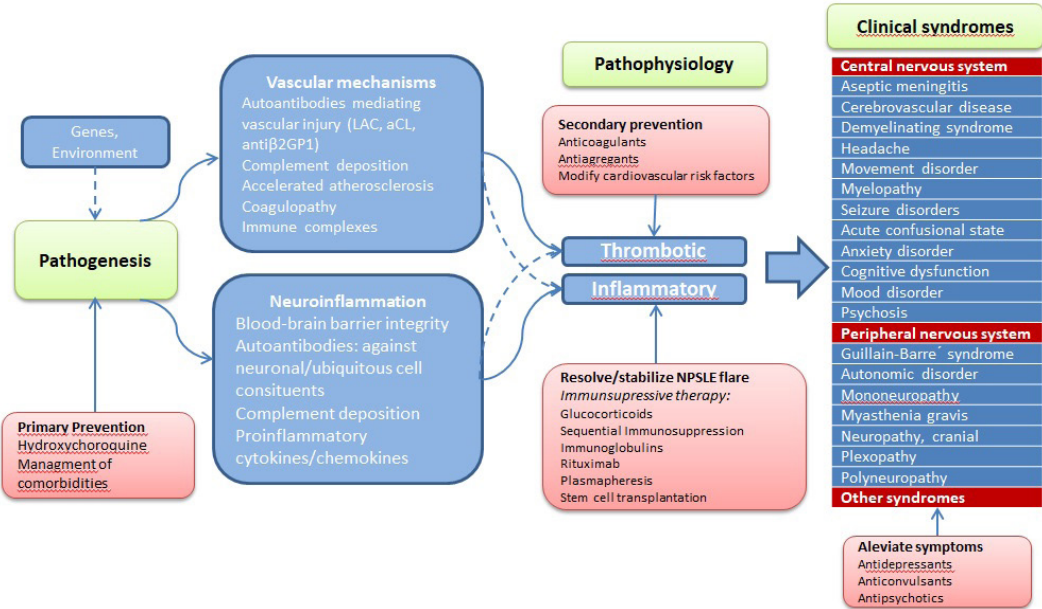 Genes,
Environment
Pathogenesis
Primary Prevention
Hydroxychoroquine
Managment of
comorbidities
Vascular mechanisms
Autoantibodies mediating
vascular injury (LAC, aCL,
antiβ2GP1)
Complement deposition
Accelerated atherosclerosis
Coagulopathy
Immune complexes
Neuroinflammation
Blood-brain barrier integrity
Autoantibodies: against
neuronal/ubiquitous cell
consituents
Complement deposition
Proinflammatory
cytokines/chemokines
Pathophysiology
Secondary prevention
Anticoagulants
Antiagregants
Modify cardiovascular risk factors
Thrombotic
Inflammatory
Resolve/stabilize NPSLE flare
Immunsupressive therapy:
Glucocorticoids
Sequential Immunosuppression
Immunoglobulins
Rituximab
Plasmapheresis
Stem cell transplantation
Clinical syndromes
Central nervous system
Aseptic meningitis
Cerebrovascular disease
Demyelinating syndrome
Headache
Movement disorder
Myelopathy
Seizure disorders
Acute confusional state
Anxiety disorder
Cognitive dysfunction
Mood disorder
Psychosis
Peripheral nervous system
Guillain-Barre´ syndrome
Autonomic disorder
Mononeuropathy
Myasthenia gravis
Neuropathy, cranial
Plexopathy
Polyneuropathy
Other syndromes
Aleviate symptoms
Antidepressants
Anticonvulsants
Antipsychotics